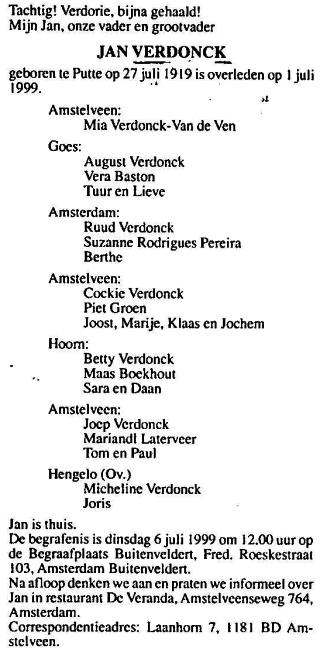 Tachtig! Verdorie, bijna gehaald!
Mijn Jan, onze vader en grootvader
JAN VERDONCK
geboren te Putte op 27 juli 1919 is overleden op 1 juli
1999.
Amstelveen:
Mia Verdonck-Van de Ven
Goes:
August Verdonck
Vera Baston
Tuur en Lieve
Amsterdam:
Ruud Verdonck
Suzanne Rodrigues Pereira
Berthe
Amstelveen:
Cockie Verdonck
Piet Groen
Joost, Marije, Klaas en Jochem
Hoorn:
Betty Verdonck
Maas Boekhout
Sara en Daan
Amstelveen:
Joep Verdonck
Mariandl Laterveer
Tom en Paul
Hengelo (Ov.)
Micheline Verdonck
Joris
Jan is thuis.
De begrafenis is dinsdag 6 juli 1999 om 12.00 uur op
de Begraafplaats Buitenveldert, Fred. Roeskestraat
103, Amsterdam Buitenveldert.
Na afloop denken we aan en praten we informeel over
Jan in restaurant De Veranda, Amstelveenseweg 764,
Amsterdam.
Correspondentieadres: Laanhorn 7, 1181 BD Am-
stelveen.